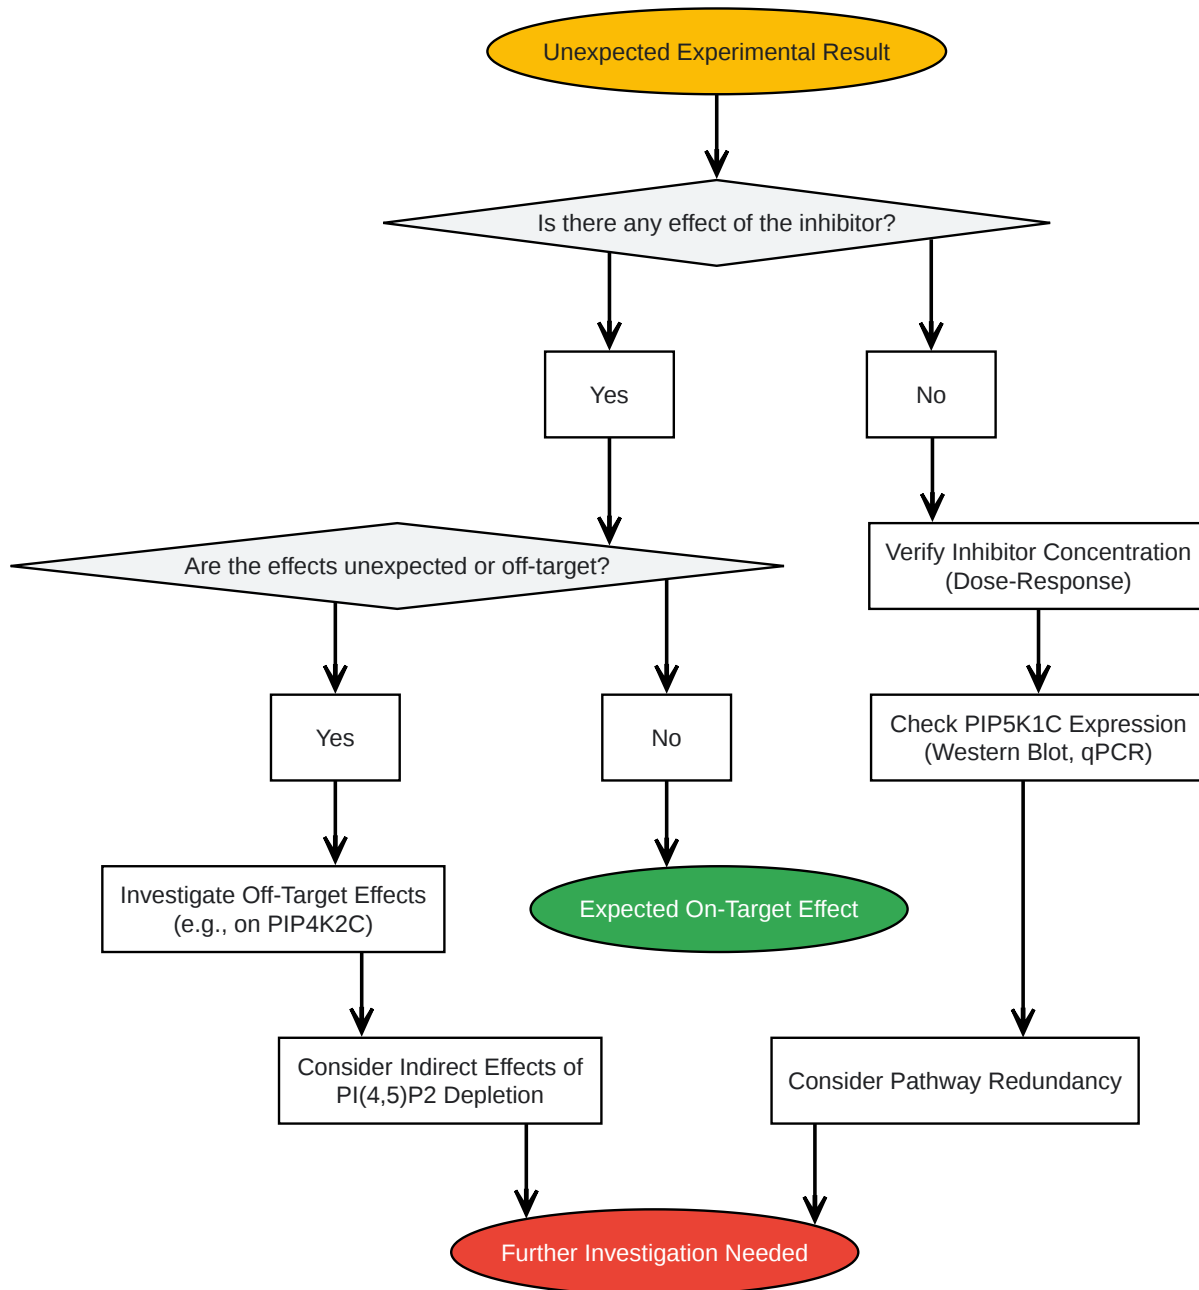 Unexpected Experimental Result
Is there any effect of the inhibitor?
Yes
No
Are the effects unexpected or off-target?
Verify Inhibitor Concentration
(Dose-Response)
Yes
No
Check PIP5K1C Expression
(Western Blot, qPCR)
Investigate Off-Target Effects
(e.g., on PIP4K2C)
Expected On-Target Effect
Consider Indirect Effects of
PI(4,5)P2 Depletion
Consider Pathway Redundancy
Further Investigation Needed